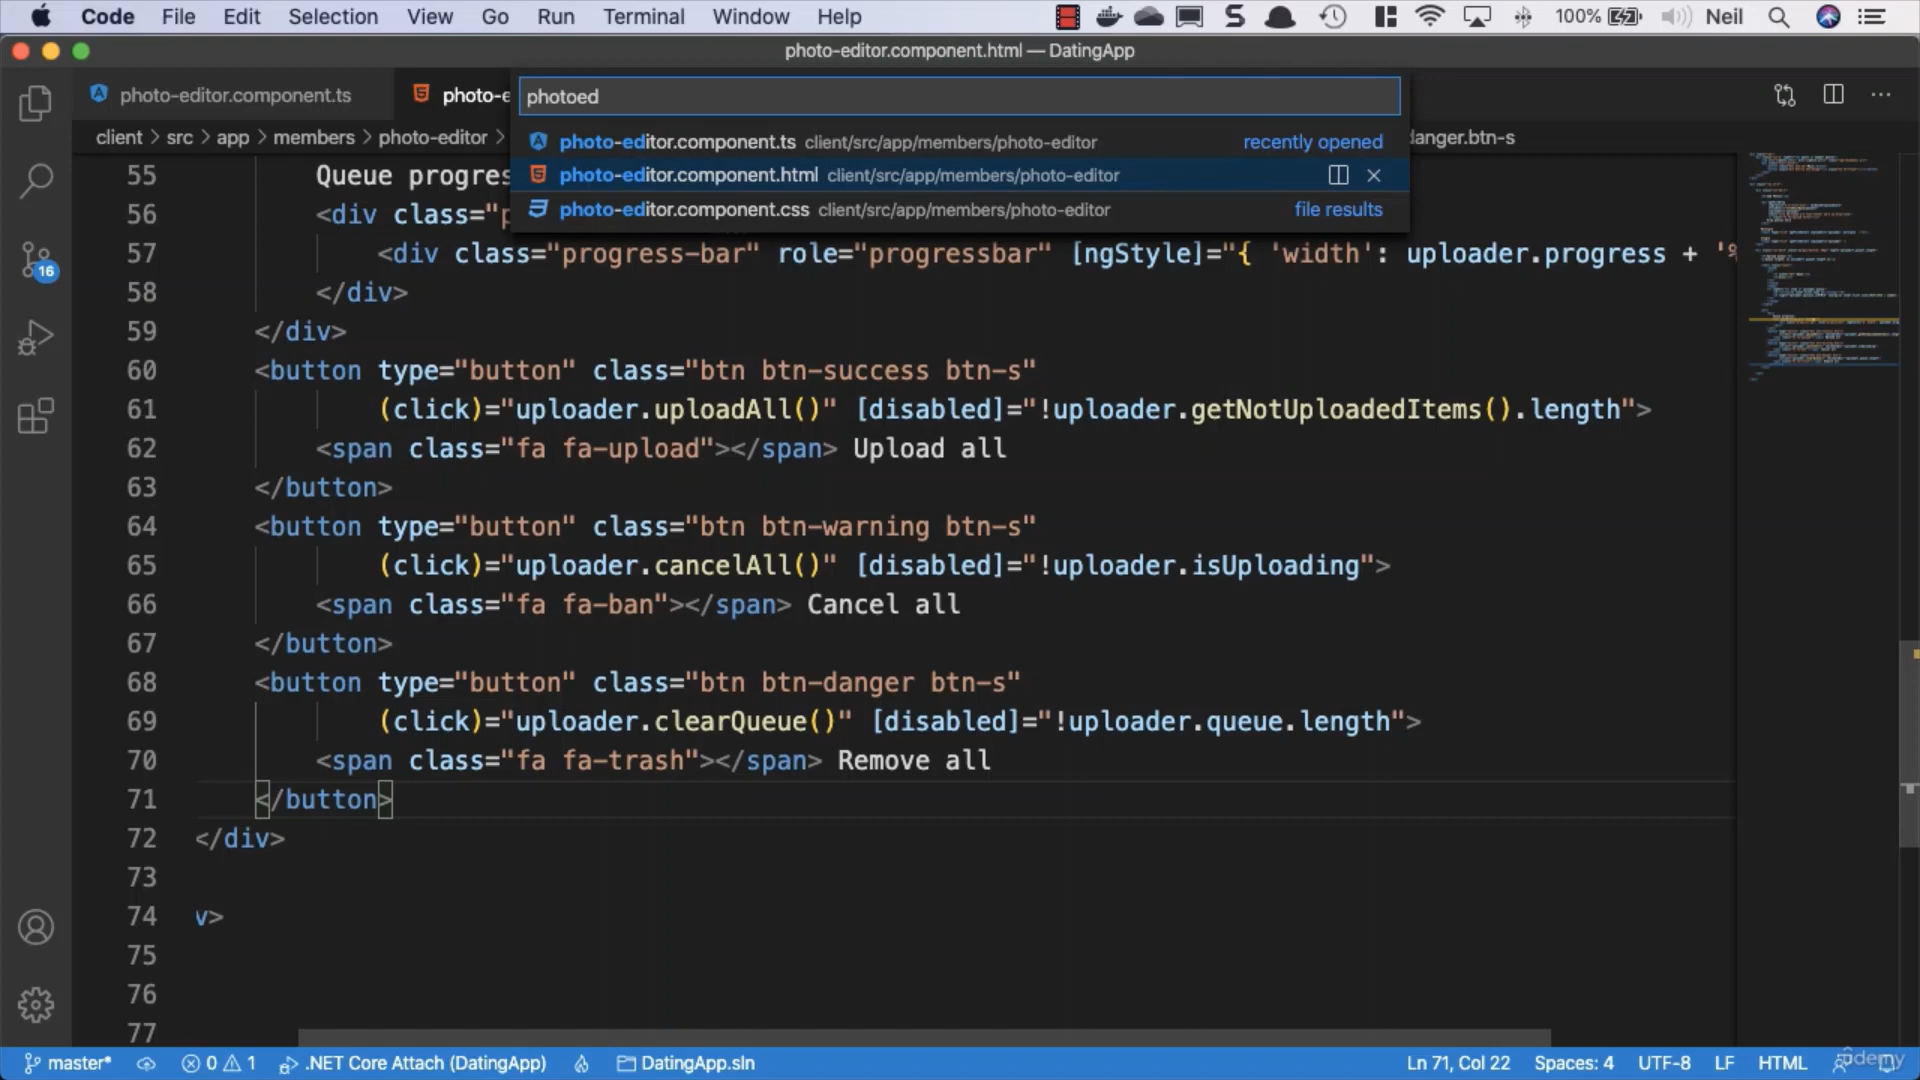 Code File Edit Selection View Go Run Terminal Window Help 100% Neil
photo-editor.component.html — DatingApp
photo-editor.component.ts photo-e
photoed
client > src > app > members > photo-editor > danger.btn-s
photo-editor.component.ts client/src/app/members/photo-editor recently opened
photo-editor.component.html client/src/app/members/photo-editor
photo-editor.component.css client/src/app/members/photo-editor file results
55 Queue progres
56 <div class="p
57 <div class="progress-bar" role="progressbar" [ngStyle]="{ 'width': uploader.progress + '%
58 </div>
59 </div>
60 <button type="button" class="btn btn-success btn-s"
61 (click)="uploader.uploadAll()" [disabled]="!uploader.getNotUploadedItems().length">
62 <span class="fa fa-upload"></span> Upload all
63 </button>
64 <button type="button" class="btn btn-warning btn-s"
65 (click)="uploader.cancelAll()" [disabled]="!uploader.isUploading">
66 <span class="fa fa-ban"></span> Cancel all
67 </button>
68 <button type="button" class="btn btn-danger btn-s"
69 (click)="uploader.clearQueue()" [disabled]="!uploader.queue.length">
70 <span class="fa fa-trash"></span> Remove all
71 </button>
72 </div>
73
74 v>
75
76
77
16
master* 0 1 .NET Core Attach (DatingApp) DatingApp.sln Ln 71, Col 22 Spaces: 4 UTF-8 LF HTML
udemy